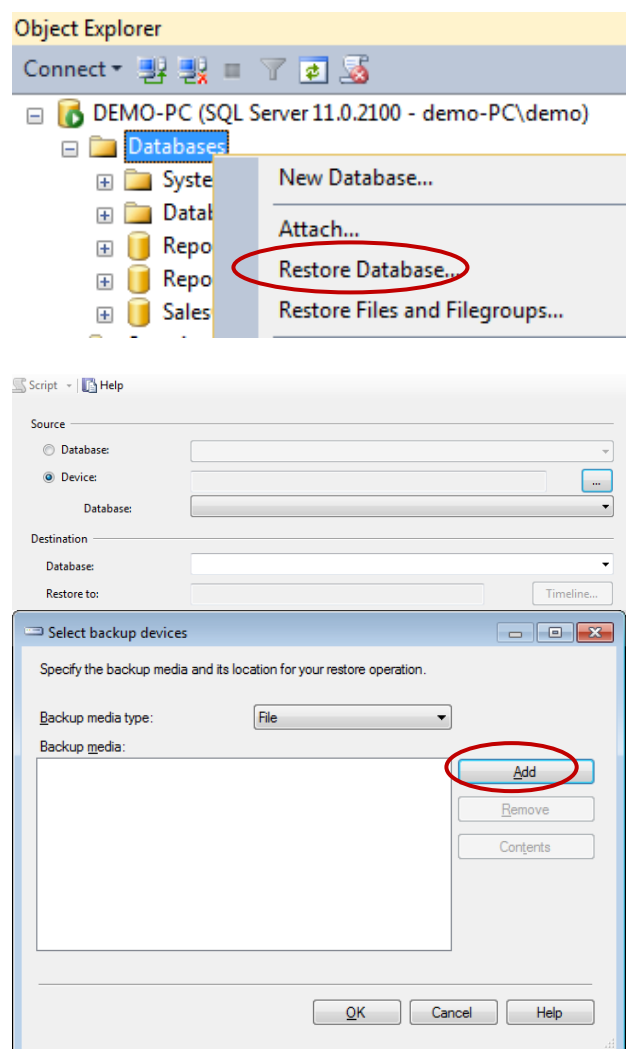 Object Explorer
Connect
DEMO-PC (SQL Server 11.0.2100 - demo-PC\demo)
Databases
Syste New Database...
Datab
Attach...
Repo
Restore Database...
Repo
Sales Restore Files and Filegroups...
Script Help
Source
Database:
Device: ...
Database:
Destination
Database:
Restore to: Timeline...
Select backup devices
Specify the backup media and its location for your restore operation.
Backup media type: File
Backup media:
Add
Remove
Contents
OK Cancel Help